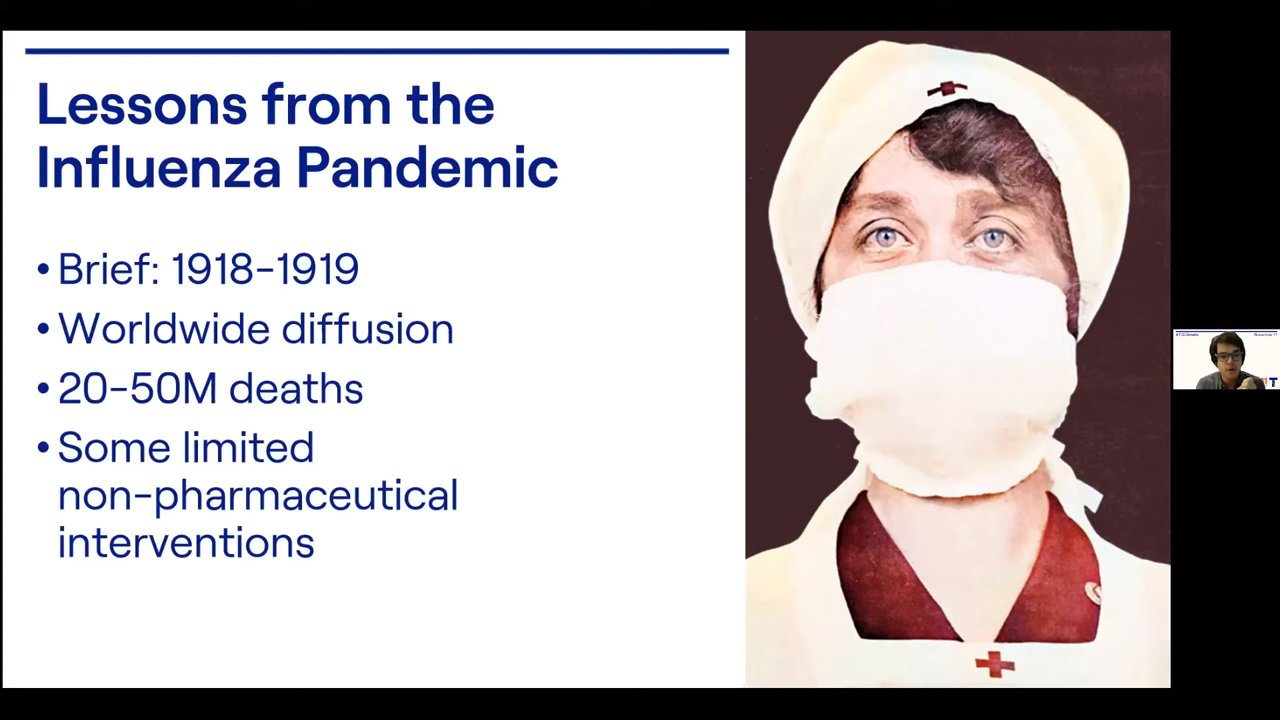 Lessons from the
Influenza Pandemic
• Brief: 1918-1919
• Worldwide diffusion
• 20-50M deaths
• Some limited
non-pharmaceutical
interventions